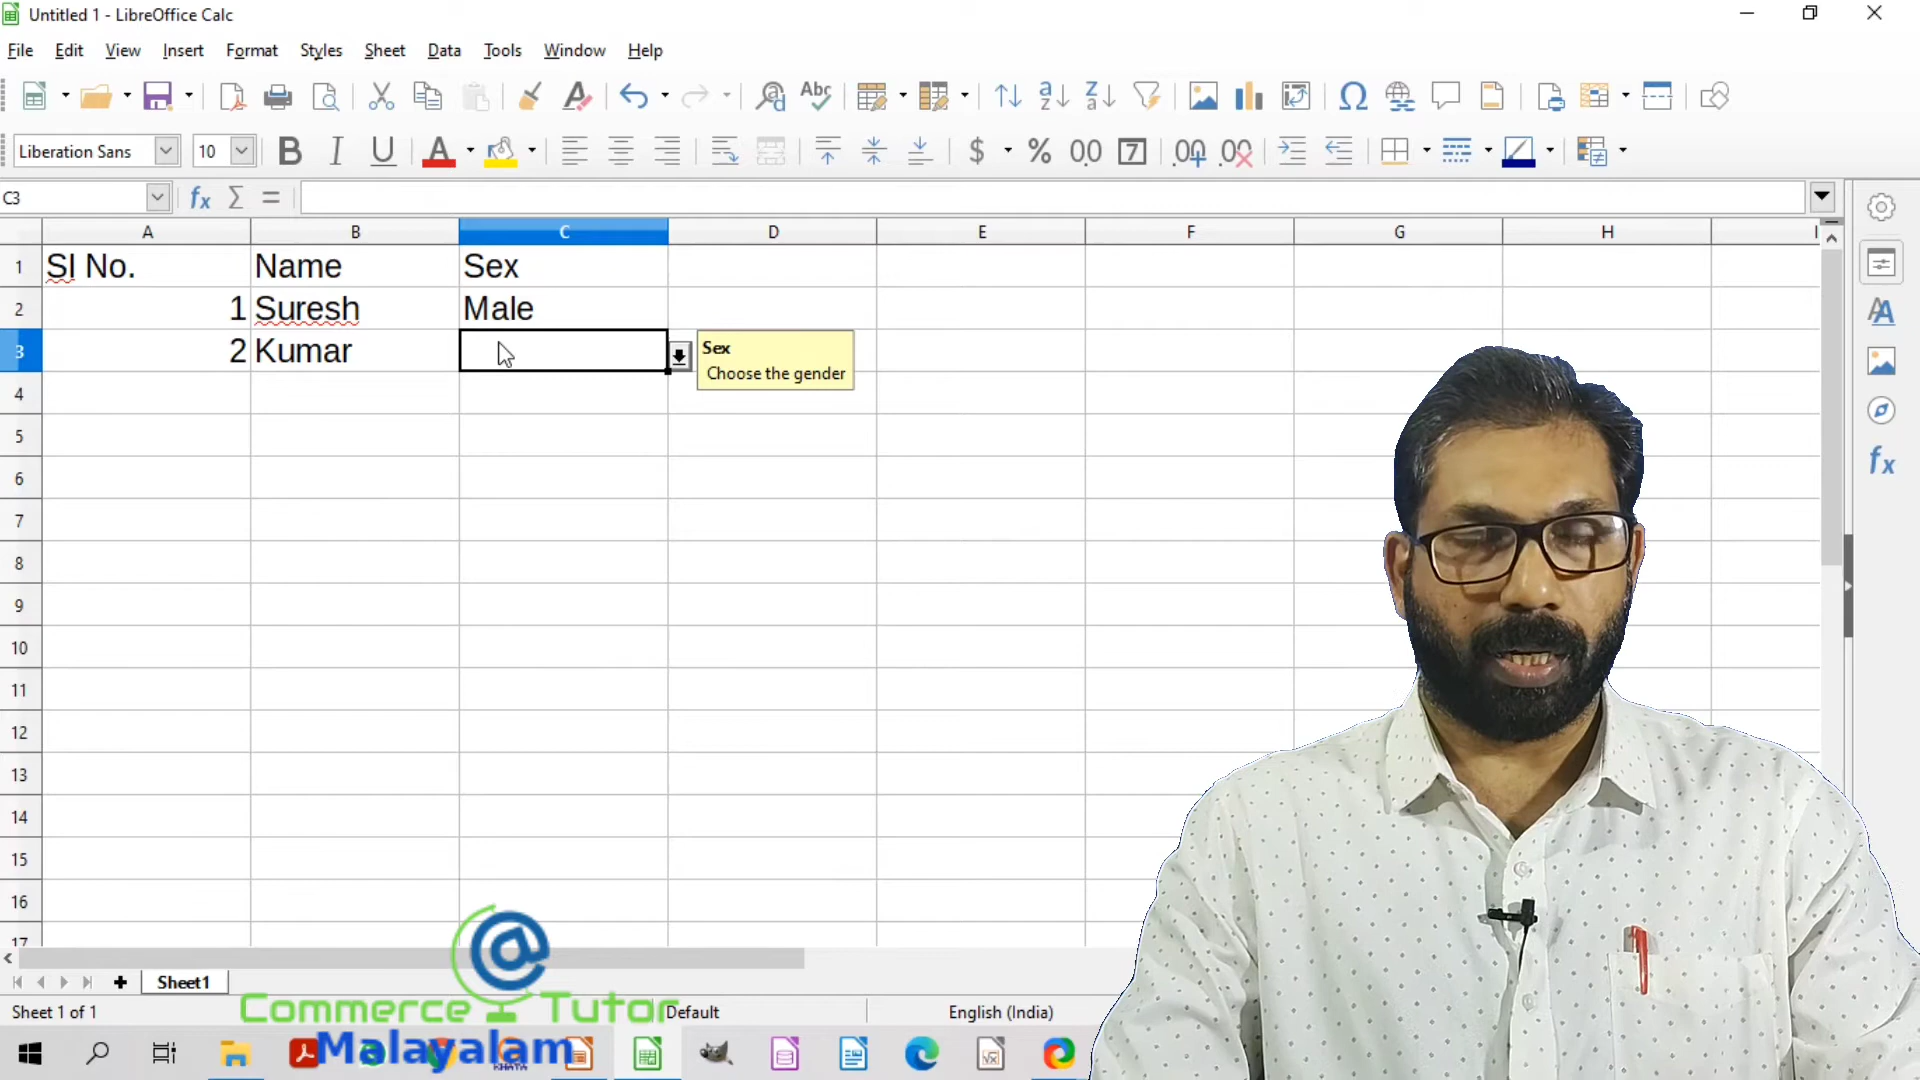 Untitled 1 - LibreOffice Calc
File Edit View Insert Format Styles Sheet Data Tools Window Help
Liberation Sans 10
C3
A B C D E F G H I
1 SI No. Name Sex
2 1 Suresh Male
3 2 Kumar
Sex
Choose the gender
4
5
6
7
8
9
10
11
12
13
14
15
16
17
Sheet1
Commerce Tutor
Malayalam
Sheet 1 of 1 Default English (India)